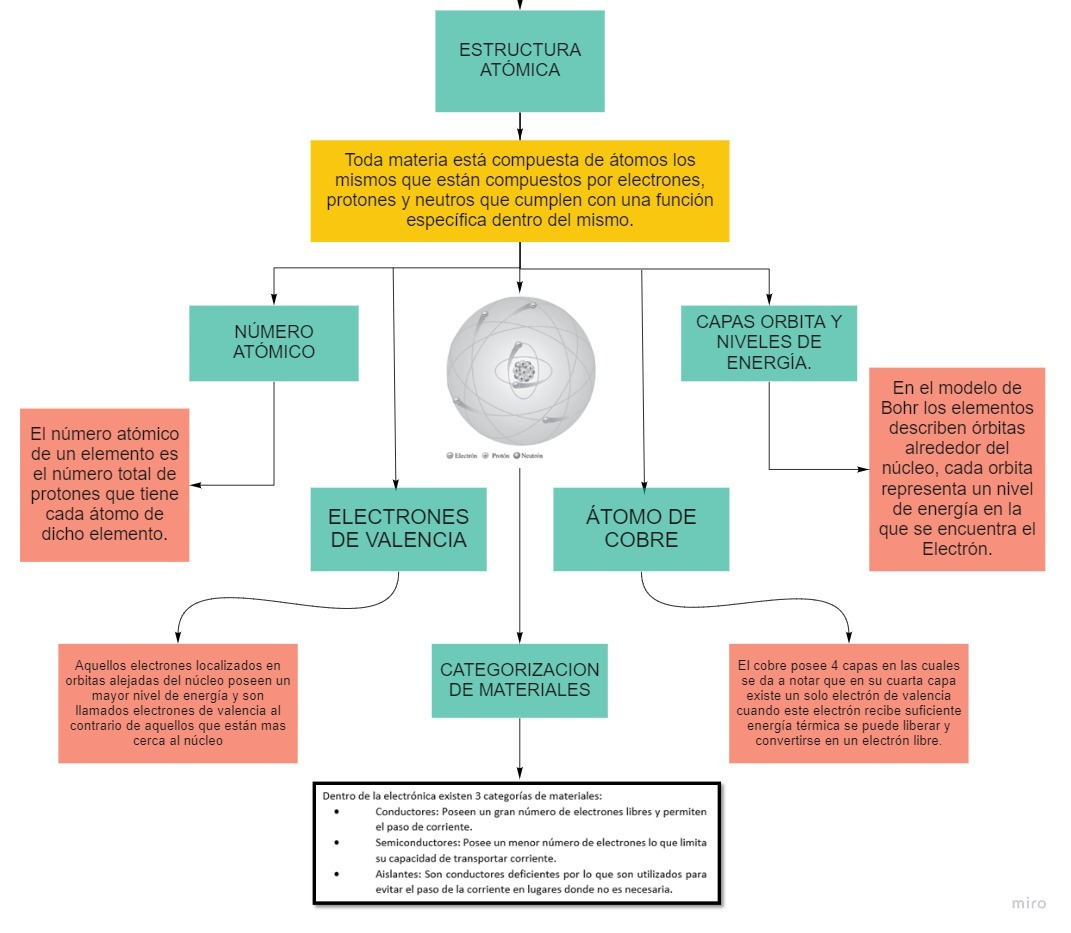 ESTRUCTURA
ATÓMICA
Toda materia está compuesta de átomos los
mismos que están compuestos por electrones,
protones y neutros que cumplen con una función
específica dentro del mismo.
NÚMERO
ATÓMICO
CAPAS ORBITA Y
NIVELES DE
ENERGÍA.
El número atómico
de un elemento es
el número total de
protones que tiene
cada átomo de
dicho elemento.
En el modelo de
Bohr los elementos
describen órbitas
alrededor del
núcleo, cada orbita
representa un nivel
de energía en la
que se encuentra el
Electrón.
Electrón Protón Neutrón
ELECTRONES
DE VALENCIA
ÁTOMO DE
COBRE
Aquellos electrones localizados en
orbitas alejadas del núcleo poseen un
mayor nivel de energía y son
llamados electrones de valencia al
contrario de aquellos que están mas
cerca al núcleo
CATEGORIZACION
DE MATERIALES
El cobre posee 4 capas en las cuales
se da a notar que en su cuarta capa
existe un solo electrón de valencia
cuando este electrón recibe suficiente
energía térmica se puede liberar y
convertirse en un electrón libre.
Dentro de la electrónica existen 3 categorías de materiales:
• Conductores: Poseen un gran número de electrones libres y permiten
el paso de corriente.
• Semiconductores: Posee un menor número de electrones lo que limita
su capacidad de transportar corriente.
• Aislantes: Son conductores deficientes por lo que son utilizados para
evitar el paso de la corriente en lugares donde no es necesaria.
miro